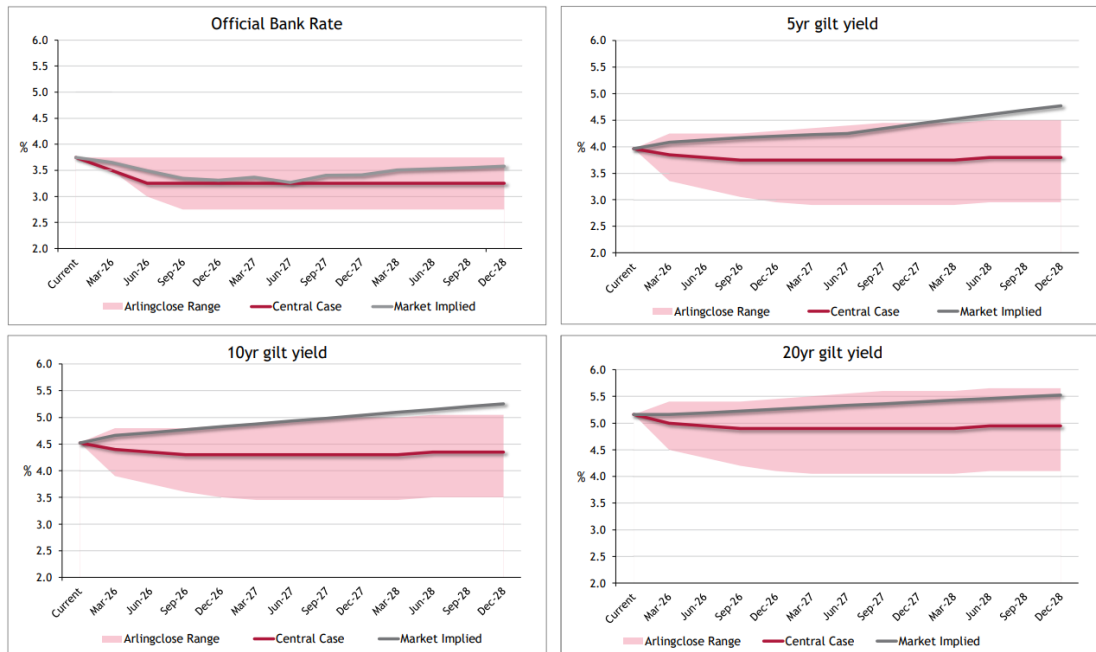 Official Bank Rate
6.0
5.5
5.0
4.5
4.0
3.5
3.0
2.5
2.0
%
Current
Mar-26
Jun-26
Sep-26
Dec-26
Mar-27
Jun-27
Sep-27
Dec-27
Mar-28
Jun-28
Sep-28
Dec-28
Arlingclose Range Central Case Market Implied
5yr gilt yield
6.0
5.5
5.0
4.5
4.0
3.5
3.0
2.5
2.0
%
Current
Mar-26
Jun-26
Sep-26
Dec-26
Mar-27
Jun-27
Sep-27
Dec-27
Mar-28
Jun-28
Sep-28
Dec-28
Arlingclose Range Central Case Market Implied
10yr gilt yield
6.0
5.5
5.0
4.5
4.0
3.5
3.0
2.5
2.0
%
Current
Mar-26
Jun-26
Sep-26
Dec-26
Mar-27
Jun-27
Sep-27
Dec-27
Mar-28
Jun-28
Sep-28
Dec-28
Arlingclose Range Central Case Market Implied
20yr gilt yield
6.0
5.5
5.0
4.5
4.0
3.5
3.0
2.5
2.0
%
Current
Mar-26
Jun-26
Sep-26
Dec-26
Mar-27
Jun-27
Sep-27
Dec-27
Mar-28
Jun-28
Sep-28
Dec-28
Arlingclose Range Central Case Market Implied